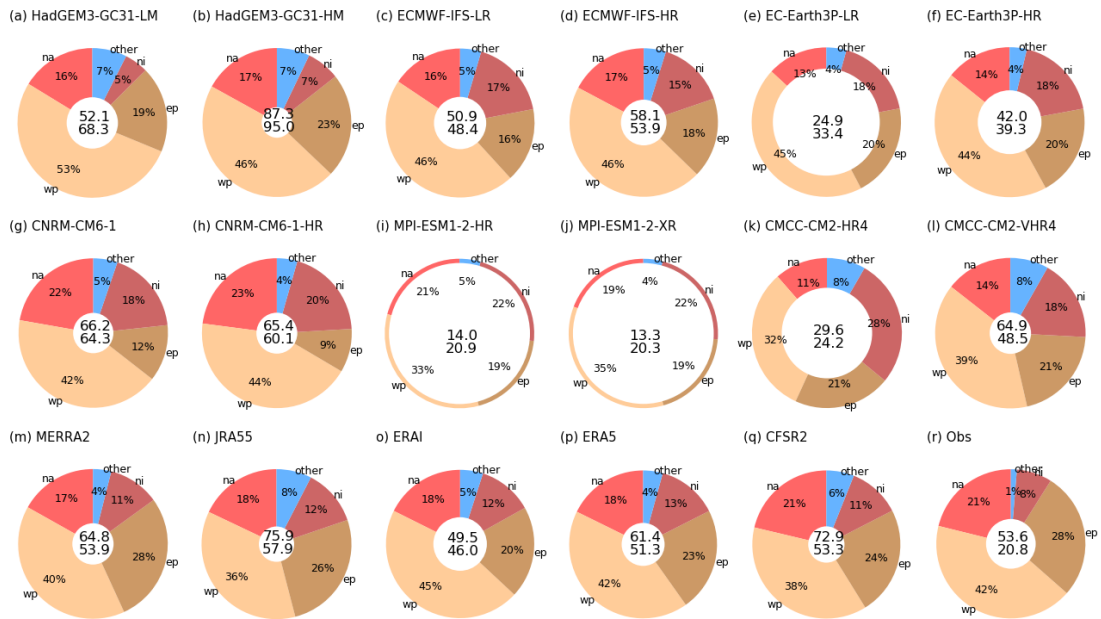 (a) HadGEM3-GC31-LM
other
na
ni
7%
5%
16%
19%
ep
52.1
68.3
53%
wp
(b) HadGEM3-GC31-HM
other
na
ni
7%
7%
17%
23%
ep
87.3
95.0
46%
wp
(c) ECMWF-IFS-LR
other
na
ni
5%
16%
17%
50.9
48.4
16%
ep
46%
wp
(d) ECMWF-IFS-HR
other
na
ni
5%
17%
15%
58.1
53.9
18%
ep
46%
wp
(e) EC-Earth3P-LR
other
na
ni
4%
13%
18%
24.9
33.4
20%
ep
45%
wp
(f) EC-Earth3P-HR
other
na
ni
4%
14%
18%
42.0
39.3
20%
ep
44%
wp
(g) CNRM-CM6-1
other
na
ni
5%
22%
18%
66.2
64.3
12%
ep
42%
wp
(h) CNRM-CM6-1-HR
other
na
ni
4%
23%
20%
65.4
60.1
9%
ep
44%
wp
(i) MPI-ESM1-2-HR
other
na
ni
5%
21%
22%
14.0
20.9
19%
ep
33%
wp
(j) MPI-ESM1-2-XR
other
na
ni
4%
19%
22%
13.3
20.3
19%
ep
35%
wp
(k) CMCC-CM2-HR4
other
na
11%
8%
28%
ni
29.6
24.2
32%
wp
21%
ep
(l) CMCC-CM2-VHR4
other
na
ni
8%
14%
18%
64.9
48.5
21%
ep
39%
wp
(m) MERRA2
other
na
ni
4%
17%
11%
64.8
53.9
28%
ep
40%
wp
(n) JRA55
other
na
ni
8%
18%
12%
75.9
57.9
26%
ep
36%
wp
(o) ERAI
other
na
ni
5%
18%
12%
49.5
46.0
20%
ep
45%
wp
(p) ERA5
other
na
ni
4%
18%
13%
61.4
51.3
23%
ep
42%
wp
(q) CFSR2
other
na
ni
6%
21%
11%
72.9
53.3
24%
ep
38%
wp
(r) Obs
other
ni
na
1%
8%
21%
28%
ep
53.6
20.8
42%
wp